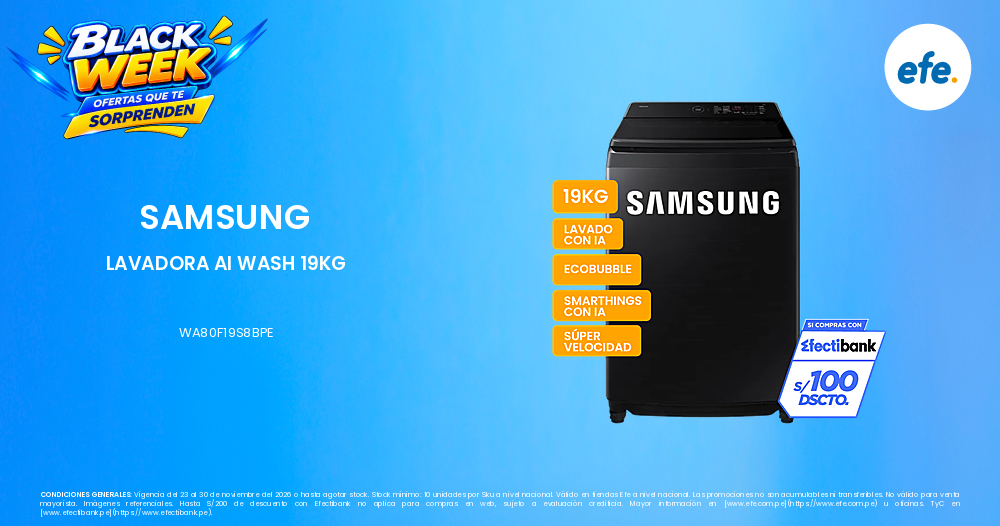 BLACK
WEEK
OFERTAS QUE TE
SORPRENDEN
efe.
SAMSUNG
LAVADORA AI WASH 19KG
WA80F19S8BPE
19KG
SAMSUNG
LAVADO
CON IA
ECOBUBBLE
SMARTHINGS
CON IA
SÚPER
VELOCIDAD
SI COMPRAS CON
Efectibank
S/100
DSCTO.
CONDICIONES GENERALES: Vigencia del 23 al 30 de noviembre del 2026 o hasta agotar stock. Stock mínimo: 10 unidades por Sku a nivel nacional. Válido en tiendas Efe a nivel nacional. Las promociones no son acumulables ni transferibles. No válido para venta
mayorista. Imágenes referenciales. Hasta S/200 de descuento con Efectibank no aplica para compras en web, sujeto a evaluación crediticia. Mayor información en [www.efe.com.pe](https://www.efe.com.pe) u oficinas. TyC en
[www.efectibank.pe](https://www.efectibank.pe).